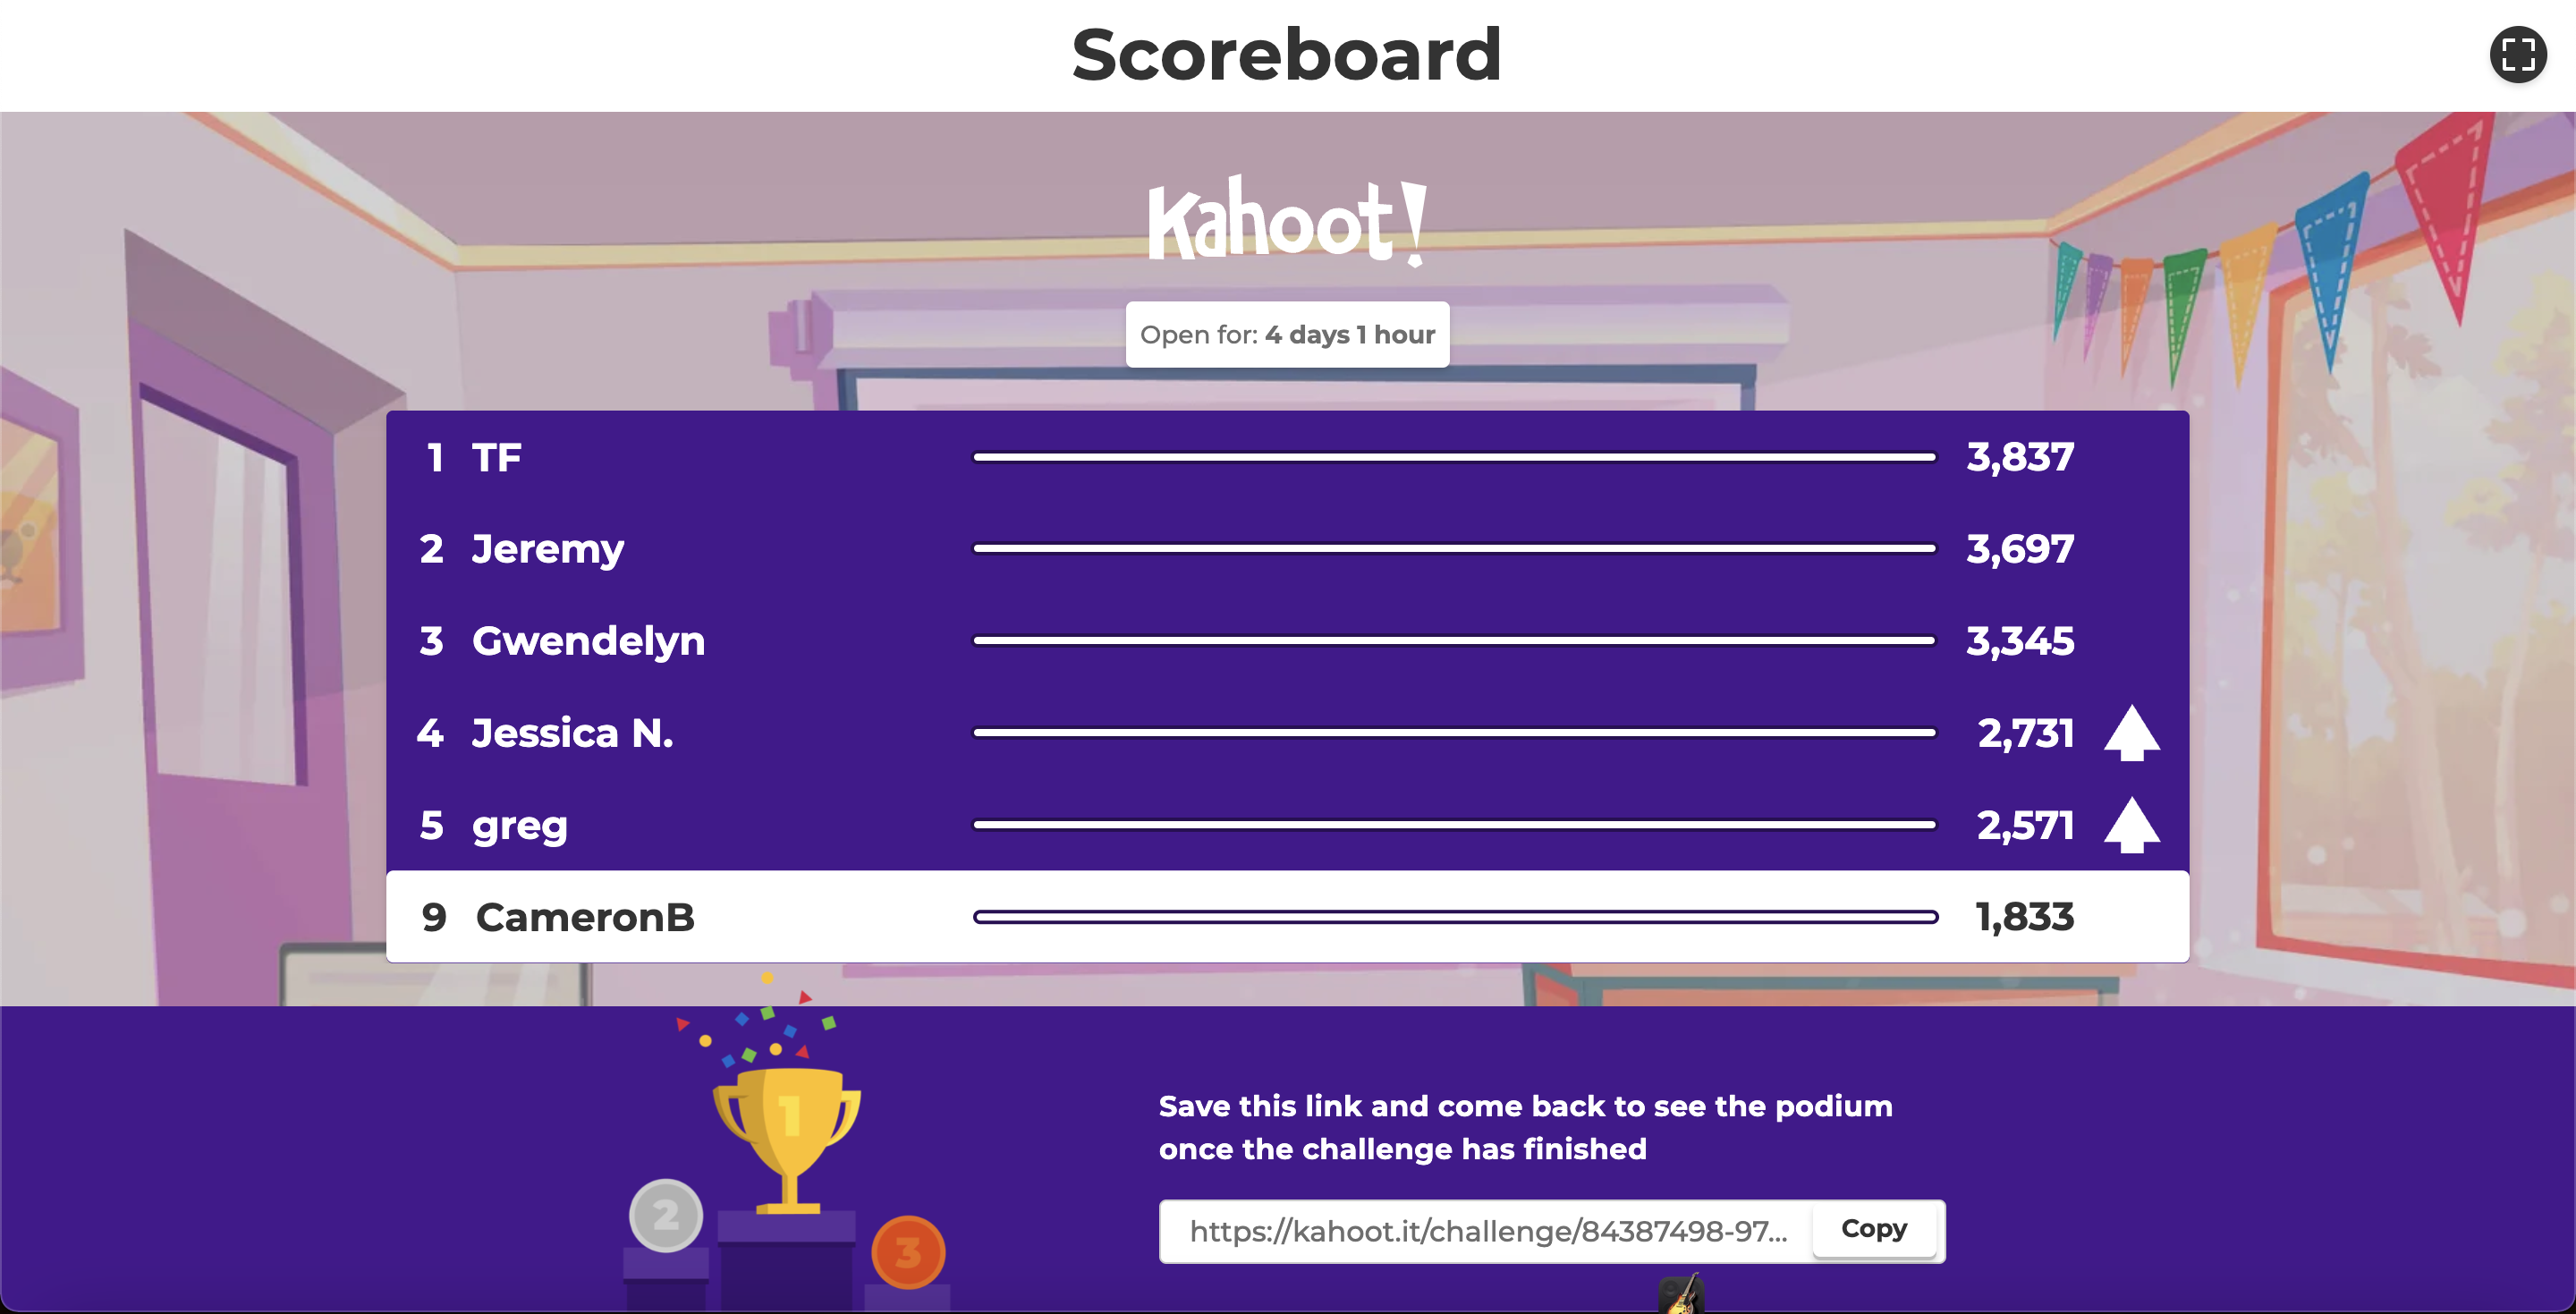 Scoreboard
Kahoot!
Open for: 4 days 1 hour
1 TF 3,837
2 Jeremy 3,697
3 Gwendelyn 3,345
4 Jessica N. 2,731
5 greg 2,571
9 CameronB 1,833
1
2
3
Save this link and come back to see the podium
once the challenge has finished
https://kahoot.it/challenge/84387498-97... Copy